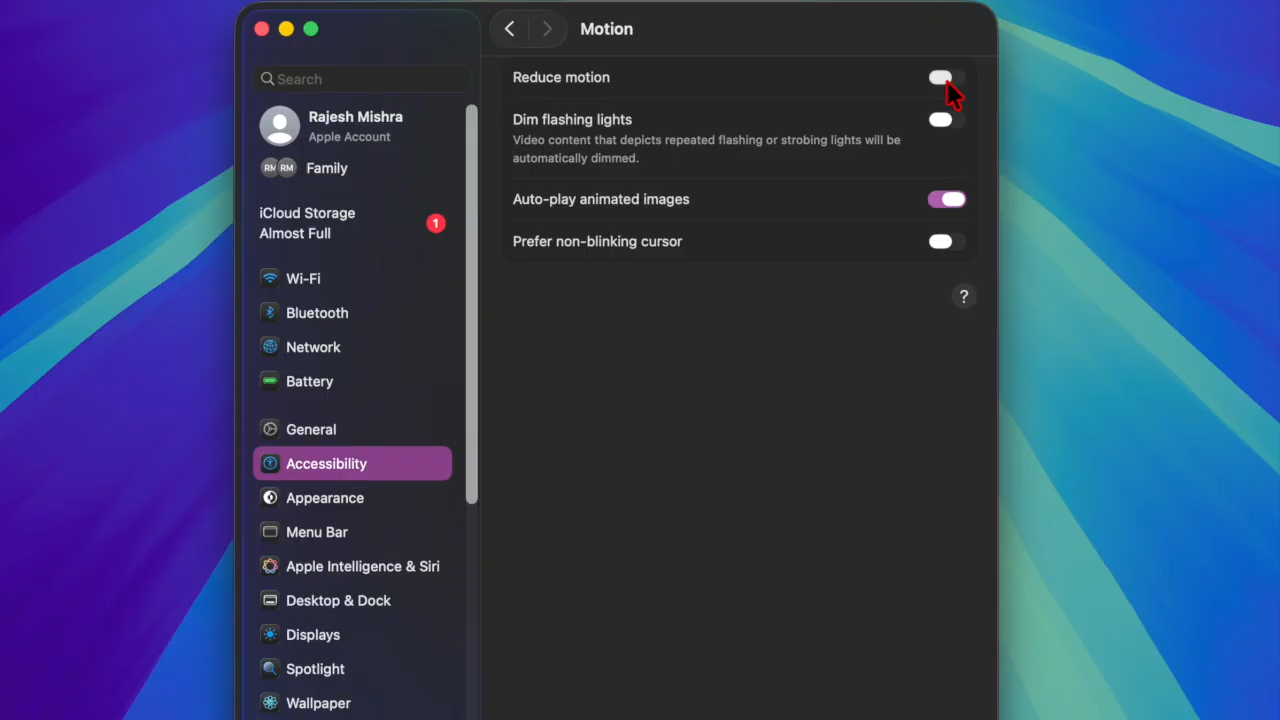 Motion
Search
Rajesh Mishra
Apple Account
RM RM Family
iCloud Storage
Almost Full
1
Wi-Fi
Bluetooth
Network
Battery
General
Accessibility
Appearance
Menu Bar
Apple Intelligence & Siri
Desktop & Dock
Displays
Spotlight
Wallpaper
Reduce motion
Dim flashing lights
Video content that depicts repeated flashing or strobing lights will be
automatically dimmed.
Auto-play animated images
Prefer non-blinking cursor
?